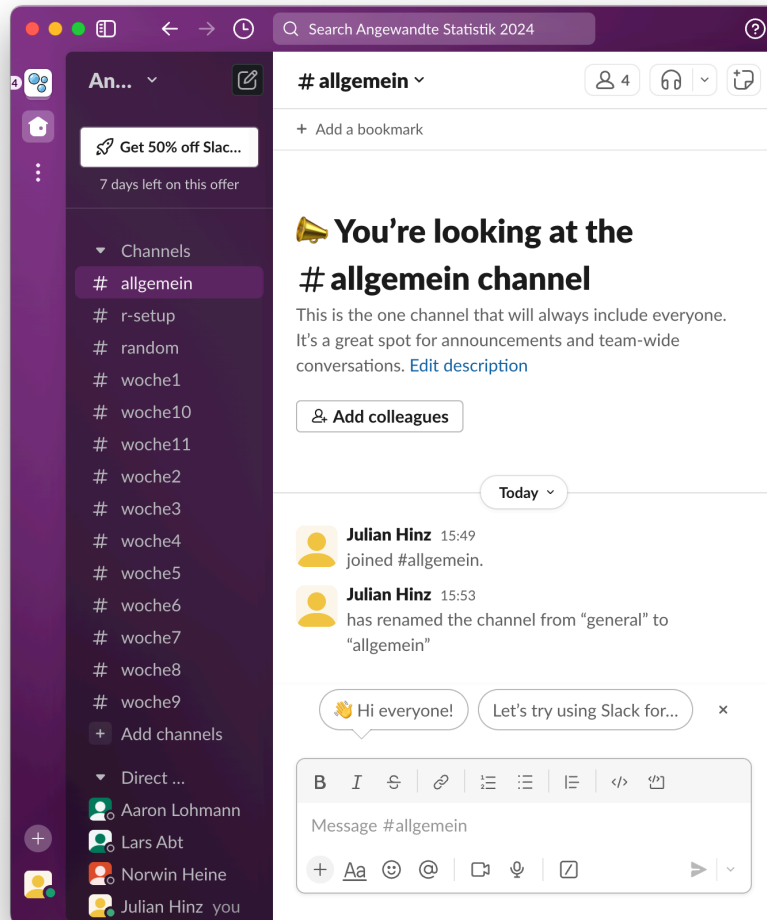 Search Angewandte Statistik 2024
4
An...
Get 50% off Slac...
7 days left on this offer
Channels
# allgemein
# r-setup
# random
# woche1
# woche10
# woche11
# woche2
# woche3
# woche4
# woche5
# woche6
# woche7
# woche8
# woche9
+ Add channels
Direct ...
Aaron Lohmann
Lars Abt
Norwin Heine
Julian Hinz you
# allgemein
4
+ Add a bookmark
You’re looking at the
# allgemein channel
This is the one channel that will always include everyone.
It’s a great spot for announcements and team-wide
conversations. Edit description
Add colleagues
Today
Julian Hinz 15:49
joined #allgemein.
Julian Hinz 15:53
has renamed the channel from “general” to
“allgemein”
Hi everyone!
Let’s try using Slack for...
B I S
Message #allgemein
+ Aa @